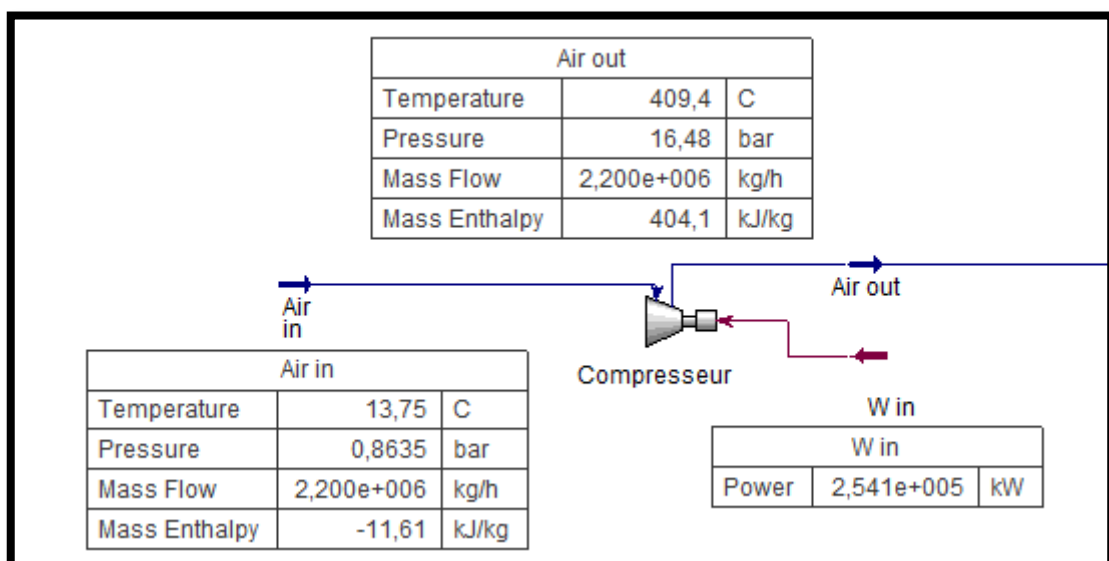 Air out
Temperature 409,4 C
Pressure 16,48 bar
Mass Flow 2,200e+006 kg/h
Mass Enthalpy 404,1 kJ/kg
Air
in
Air out
Compresseur
Air in
Temperature 13,75 C
Pressure 0,8635 bar
Mass Flow 2,200e+006 kg/h
Mass Enthalpy -11,61 kJ/kg
W in
W in
Power 2,541e+005 kW